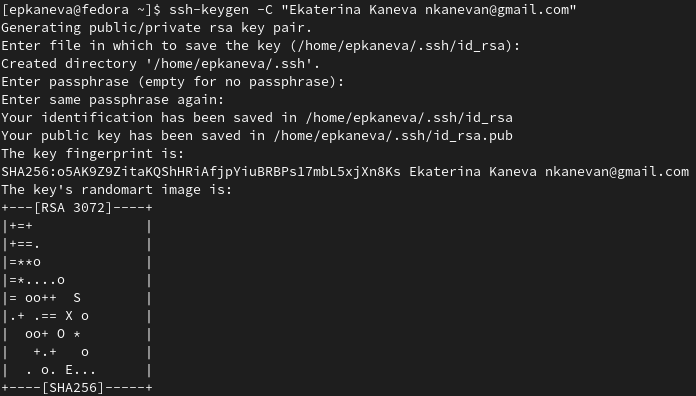 [epkaneva@fedora ~]$ ssh-keygen -C "Ekaterina Kaneva nkanevan@gmail.com"
Generating public/private rsa key pair.
Enter file in which to save the key (/home/epkaneva/.ssh/id_rsa):
Created directory '/home/epkaneva/.ssh'.
Enter passphrase (empty for no passphrase):
Enter same passphrase again:
Your identification has been saved in /home/epkaneva/.ssh/id_rsa
Your public key has been saved in /home/epkaneva/.ssh/id_rsa.pub
The key fingerprint is:
SHA256:o5AK9Z9ZitaKQShHRiAfjpYiuBRBPs17mbL5xjXn8Ks Ekaterina Kaneva nkanevan@gmail.com
The key's randomart image is:
+---[RSA 3072]----+
|+=+              |
|+==.             |
|=**o             |
|=*....o          |
|= oo++  S        |
|.+ .== X o       |
|  oo+ O *        |
|   +.+   o       |
|  . o. E...      |
+----[SHA256]-----+